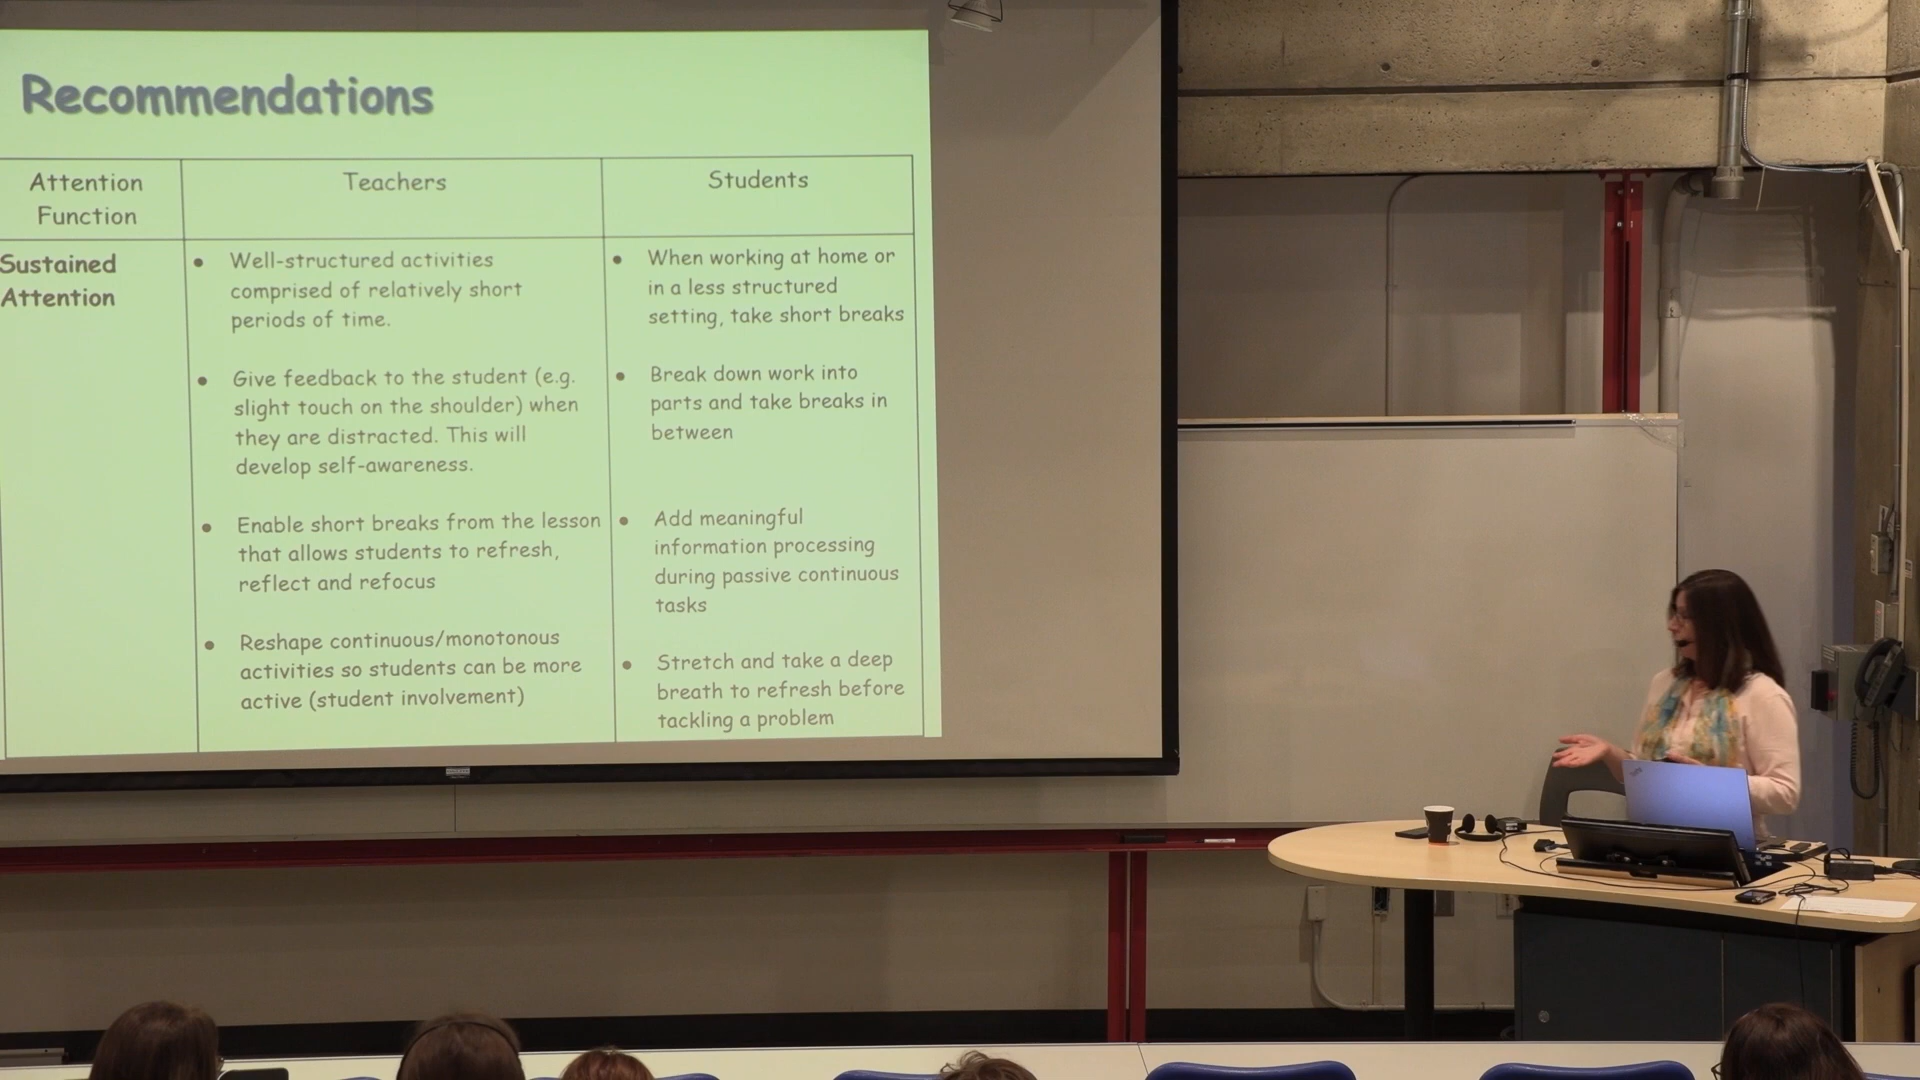 Recommendations
Attention
Function
Teachers
Students
Sustained
Attention
• Well-structured activities
comprised of relatively short
periods of time.
• Give feedback to the student (e.g.
slight touch on the shoulder) when
they are distracted. This will
develop self-awareness.
• Enable short breaks from the lesson
that allows students to refresh,
reflect and refocus
• Reshape continuous/monotonous
activities so students can be more
active (student involvement)
• When working at home or
in a less structured
setting, take short breaks
• Break down work into
parts and take breaks in
between
• Add meaningful
information processing
during passive continuous
tasks
• Stretch and take a deep
breath to refresh before
tackling a problem